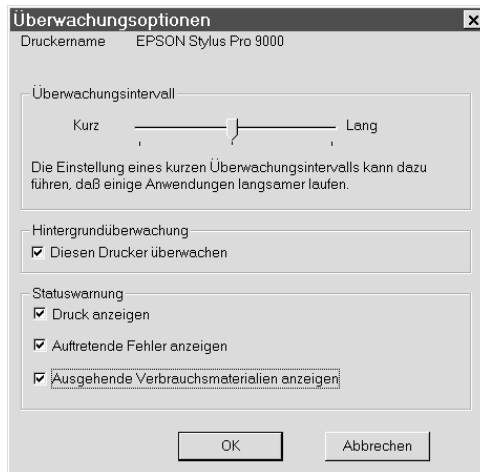 Überwachungsoptionen
Druckername EPSON Stylus Pro 9000
Überwachungsintervall
Kurz Lang
Die Einstellung eines kurzen Überwachungsintervalls kann dazu
führen, daß einige Anwendungen langsamer laufen.
Hintergrundüberwachung
Diesen Drucker überwachen
Statuswarnung
Druck anzeigen
Auftretende Fehler anzeigen
Ausgehende Verbrauchsmaterialien anzeigen
OK Abbrechen